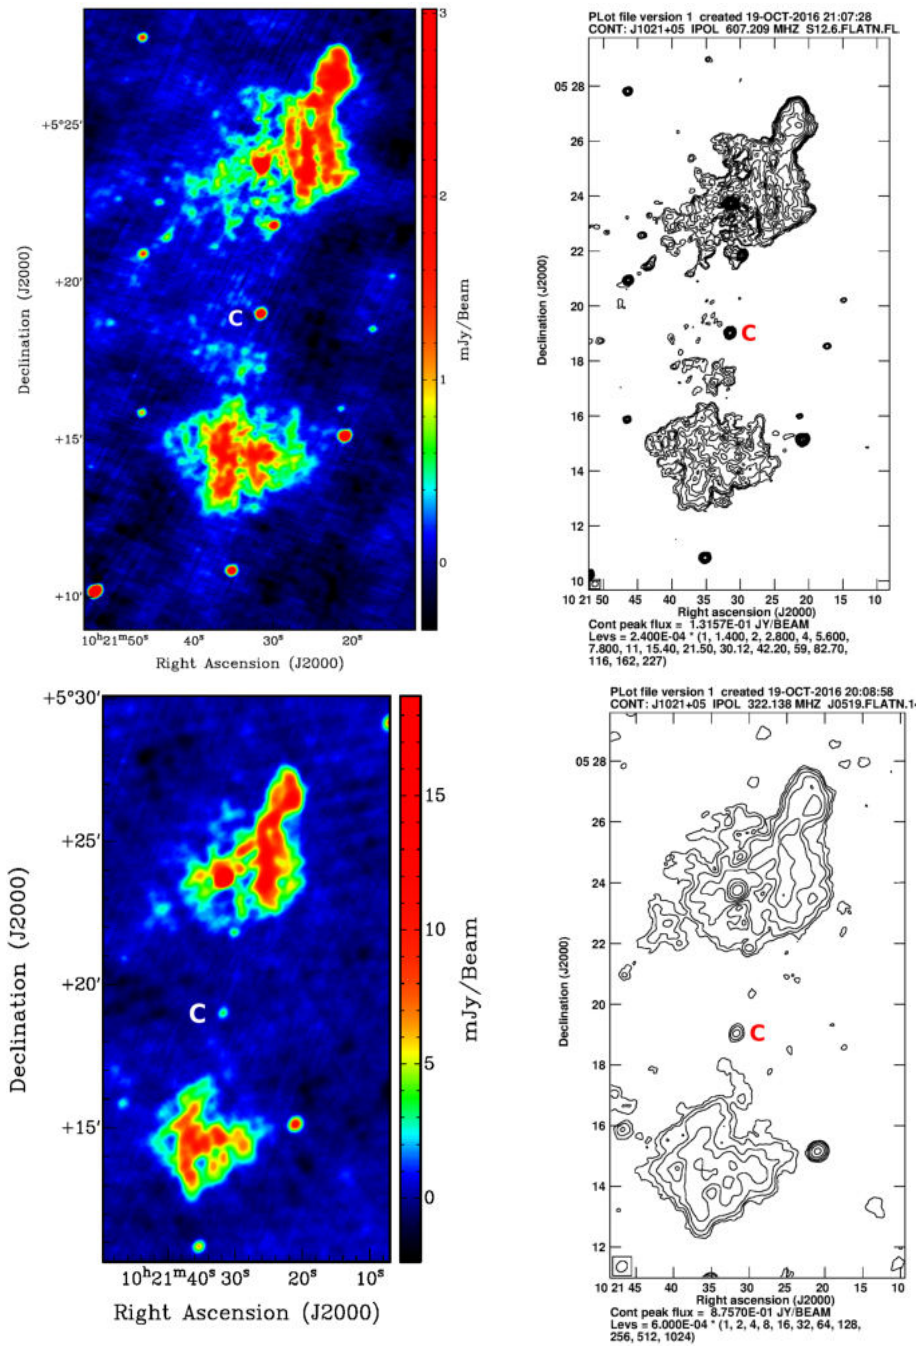 3
+5°25′
2
+20′
C
1
+15′
0
+10′
Declination (J2000)
mJy/Beam
10ʰ21ᵐ50ˢ 40ˢ 30ˢ 20ˢ
Right Ascension (J2000)
PLot file version 1 created 19-OCT-2016 21:07:28
CONT: J1021+05 IPOL 607.209 MHZ S12.6.FLATN.FL
05 28
26
24
22
20
C
18
16
14
12
10
Declination (J2000)
10 21 50 45 40 35 30 25 20 15 10
Right ascension (J2000)
Cont peak flux = 1.3157E-01 JY/BEAM
Levs = 2.400E-04 * (1, 1.400, 2, 2.800, 4, 5.600,
7.800, 11, 15.40, 21.50, 30.12, 42.20, 59, 82.70,
116, 162, 227)
+5°30′
15
+25′
10
+20′
C
5
+15′
0
Declination (J2000)
mJy/Beam
10ʰ21ᵐ40ˢ 30ˢ 20ˢ 10ˢ
Right Ascension (J2000)
PLot file version 1 created 19-OCT-2016 20:08:58
CONT: J1021+05 IPOL 322.138 MHZ J0519.FLATN.14
05 28
26
24
22
20
C
18
16
14
12
Declination (J2000)
10 21 50 45 40 35 30 25 20 15 10
Right Ascension (J2000)
Cont peak flux = 8.7570E-01 JY/BEAM
Levs = 6.000E-04 * (1, 2, 4, 8, 16, 32, 64, 128,
256, 512, 1024)